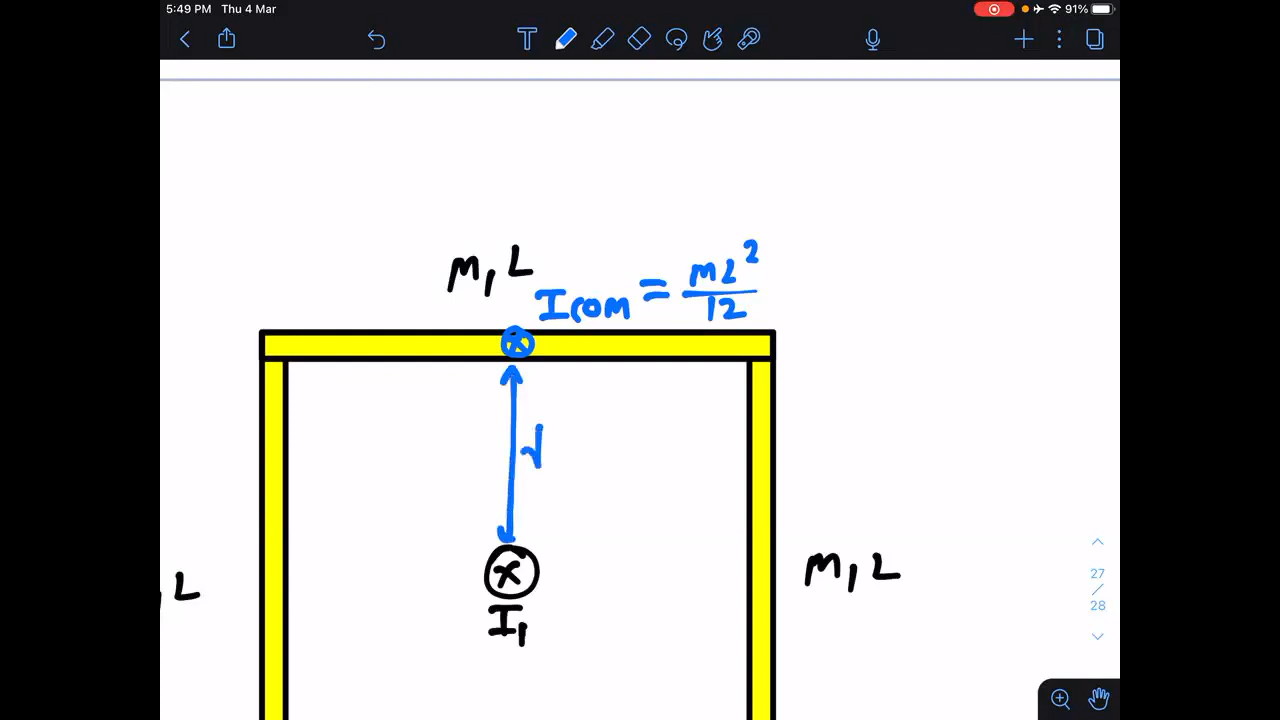 5:49 PM Thu 4 Mar
91%
T
M, L
Icom = mL²/12
r
x
I₁
, L
M, L
27
/
28